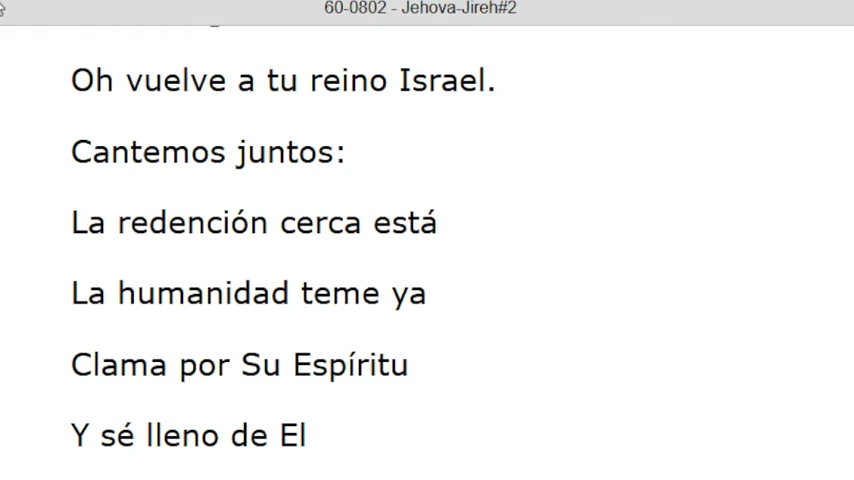 60-0802 - Jehova-Jireh#2
Oh vuelve a tu reino Israel.
Cantemos juntos:
La redención cerca está
La humanidad teme ya
Clama por Su Espíritu
Y sé lleno de El